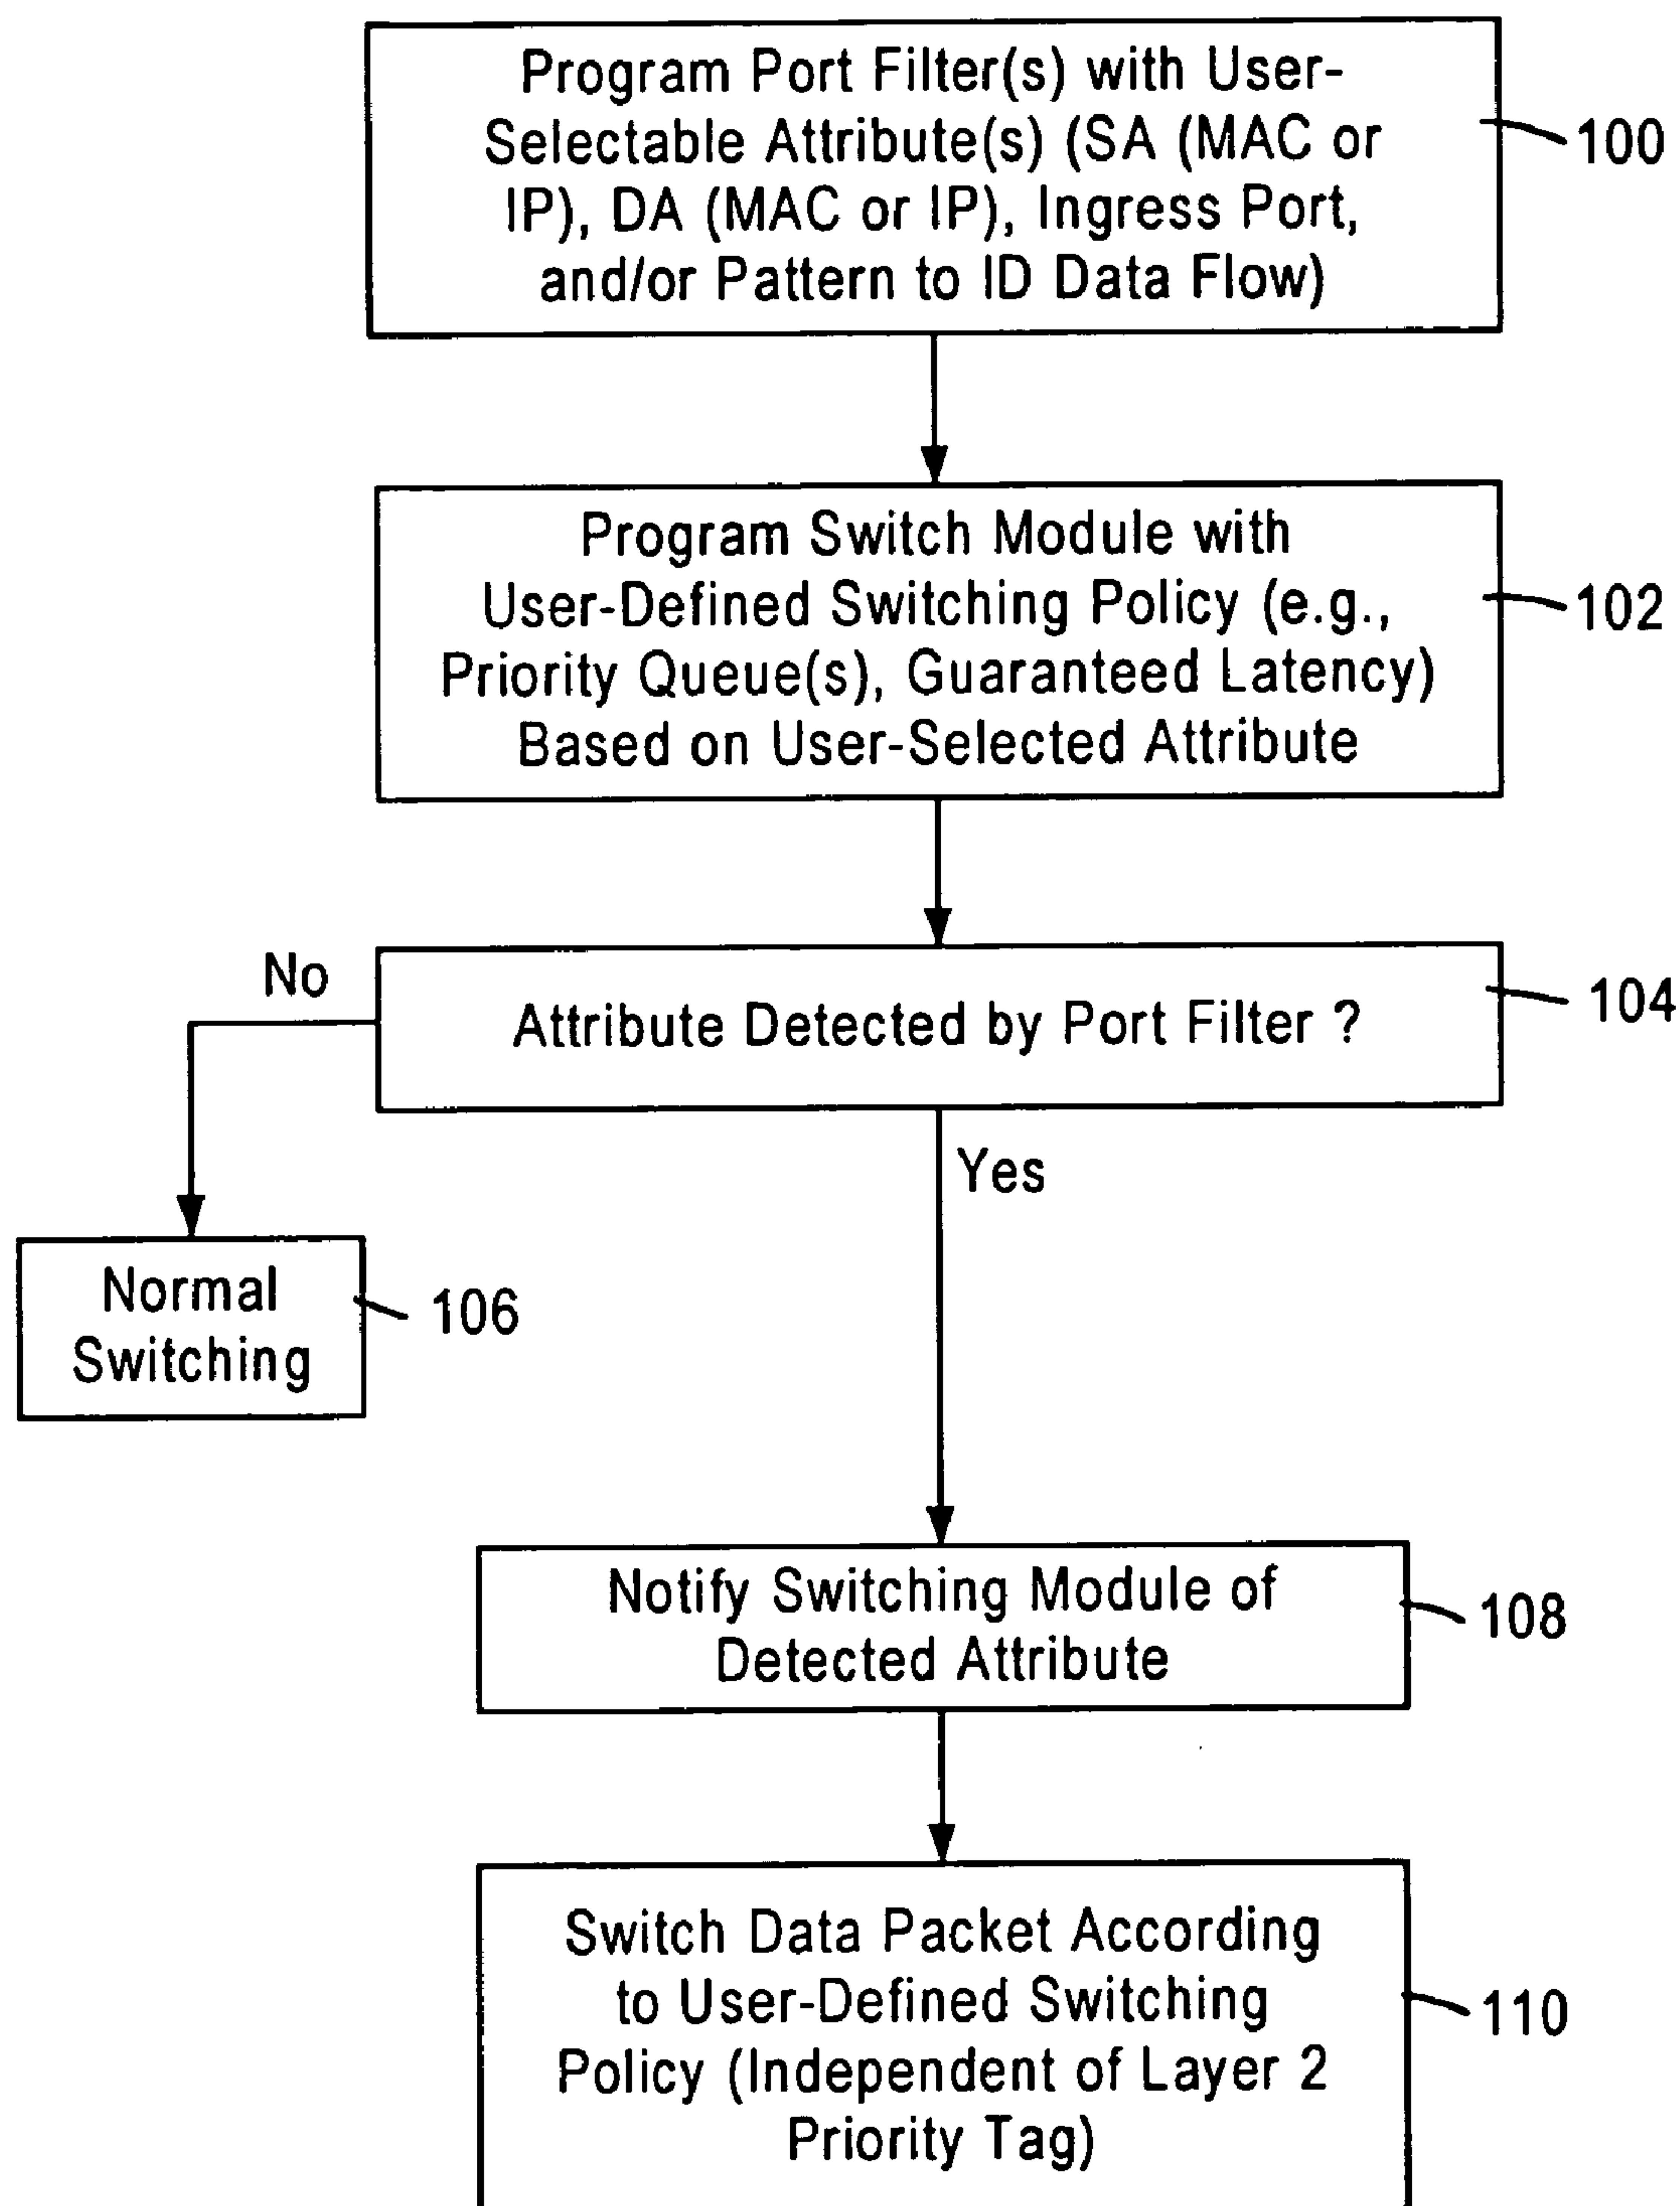 Program Port Filter(s) with User-
Selectable Attribute(s) (SA (MAC or
IP), DA (MAC or IP), Ingress Port,
and/or Pattern to ID Data Flow)
100
Program Switch Module with
User-Defined Switching Policy (e.g.,
Priority Queue(s), Guaranteed Latency)
Based on User-Selected Attribute
102
No
Attribute Detected by Port Filter ?
104
Yes
Normal
Switching
106
Notify Switching Module of
Detected Attribute
108
Switch Data Packet According
to User-Defined Switching
Policy (Independent of Layer 2
Priority Tag)
110